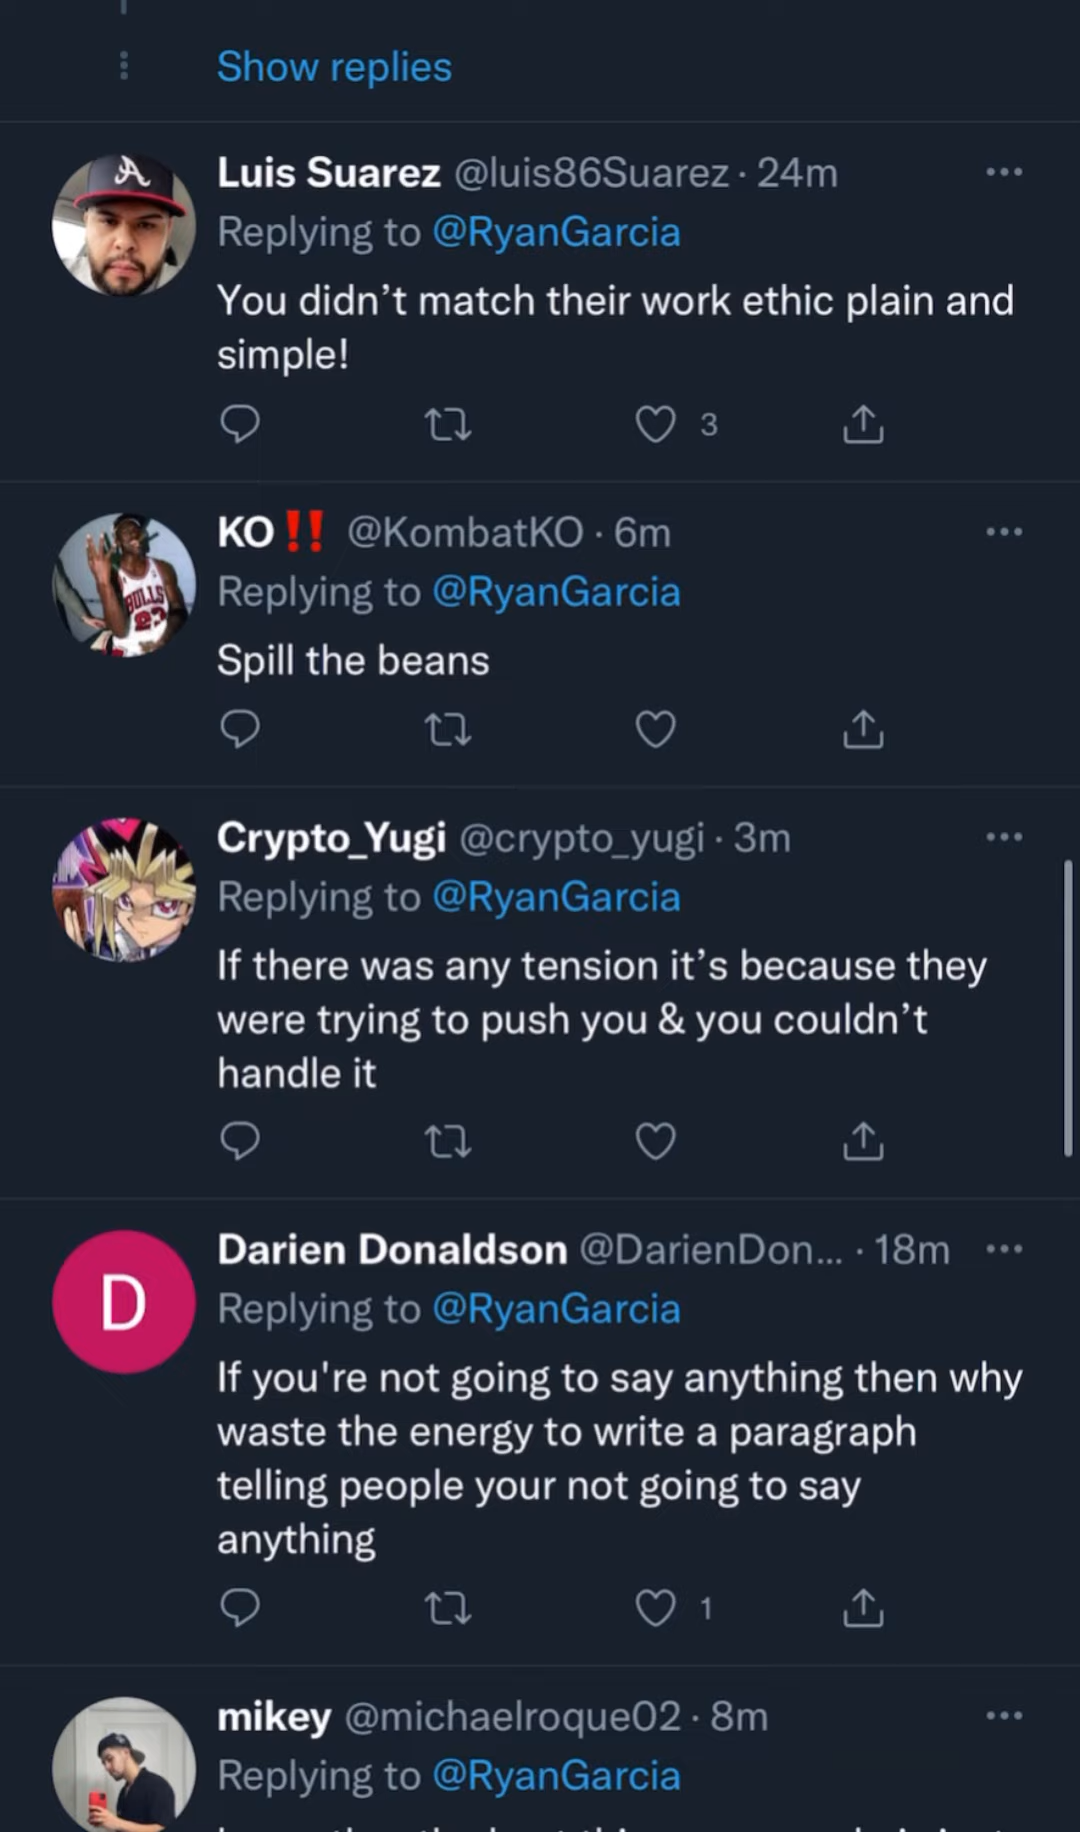 Show replies
Luis Suarez @luis86Suarez · 24m
Replying to @RyanGarcia
You didn’t match their work ethic plain and
simple!
3
KO‼️ @KombatKO · 6m
Replying to @RyanGarcia
Spill the beans
Crypto_Yugi @crypto_yugi · 3m
Replying to @RyanGarcia
If there was any tension it’s because they
were trying to push you & you couldn’t
handle it
Darien Donaldson @DarienDon... · 18m
Replying to @RyanGarcia
If you're not going to say anything then why
waste the energy to write a paragraph
telling people your not going to say
anything
1
mikey @michaelroque02 · 8m
Replying to @RyanGarcia
A
BULLS
23
D